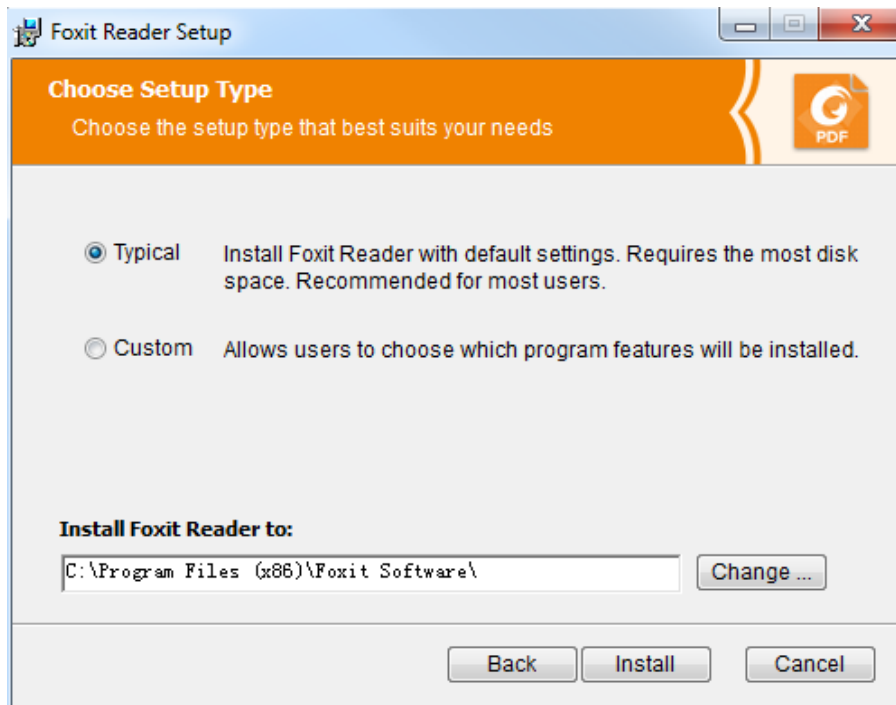 Foxit Reader Setup
Choose Setup Type
Choose the setup type that best suits your needs
PDF
Typical Install Foxit Reader with default settings. Requires the most disk
space. Recommended for most users.
Custom Allows users to choose which program features will be installed.
Install Foxit Reader to:
C:\Program Files (x86)\Foxit Software\
Change ...
Back Install Cancel